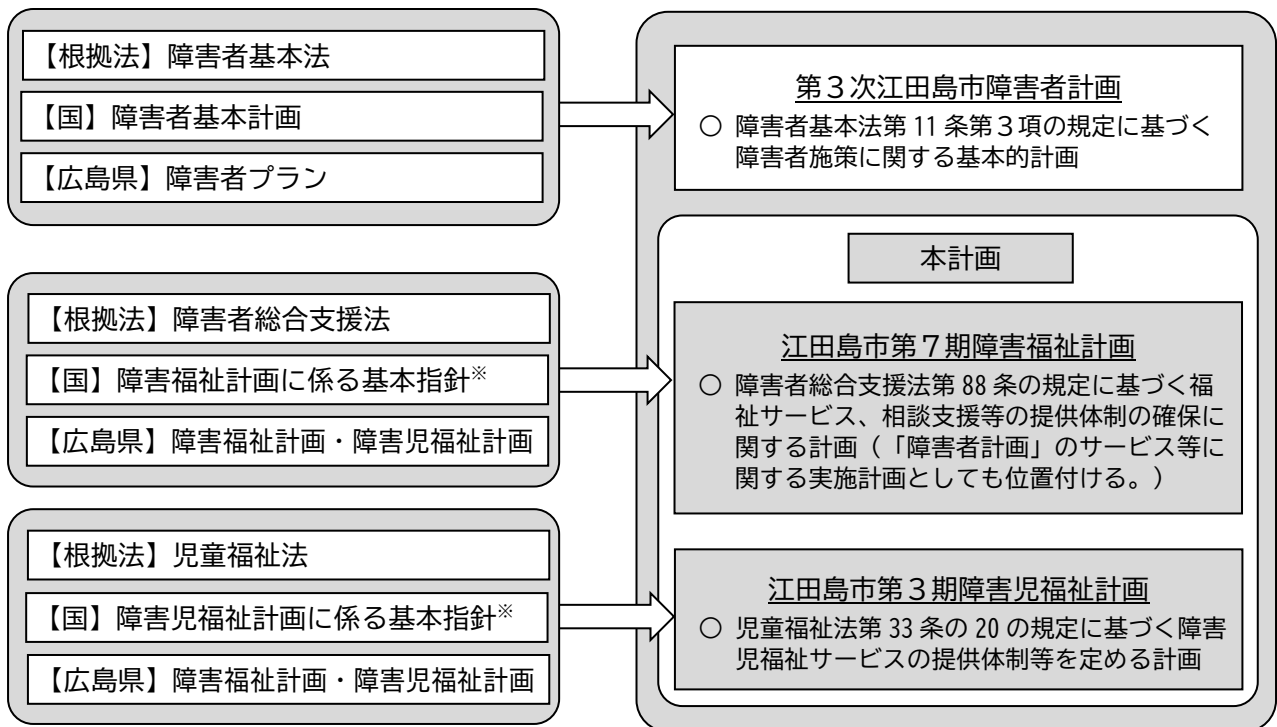 【根拠法】障害者基本法
【国】障害者基本計画
【広島県】障害者プラン
第３次江田島市障害者計画
○ 障害者基本法第 11 条第３項の規定に基づく
障害者施策に関する基本的計画
本計画
【根拠法】障害者総合支援法
【国】障害福祉計画に係る基本指針※
【広島県】障害福祉計画・障害児福祉計画
江田島市第７期障害福祉計画
○ 障害者総合支援法第 88 条の規定に基づく福
祉サービス、相談支援等の提供体制の確保に
関する計画（「障害者計画」のサービス等に
関する実施計画としても位置付ける。）
【根拠法】児童福祉法
【国】障害児福祉計画に係る基本指針※
【広島県】障害福祉計画・障害児福祉計画
江田島市第３期障害児福祉計画
○ 児童福祉法第 33 条の 20 の規定に基づく障害
児福祉サービスの提供体制等を定める計画